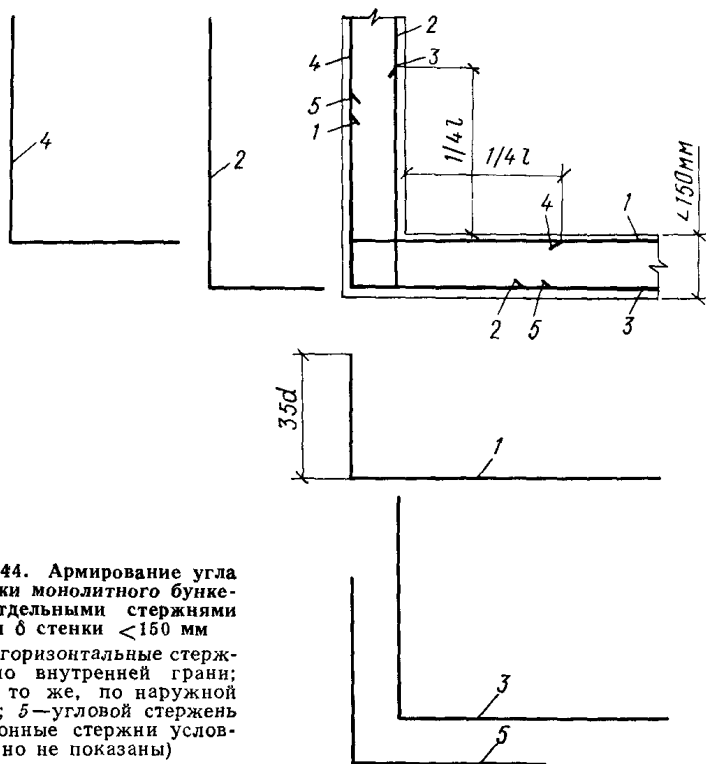 4
2
4
5
1
2
3
1/4 l
1/4 l
<150мм
4
1
2
5
3
35d
1
3
5
44. Армирование угла
ки монолитного бунке-
тдельными стержнями
δ стенки <150 мм
горизонтальные стерж-
о внутренней грани;
то же, по наружной
; 5—угловой стержень
онные стержни услов-
но не показаны)